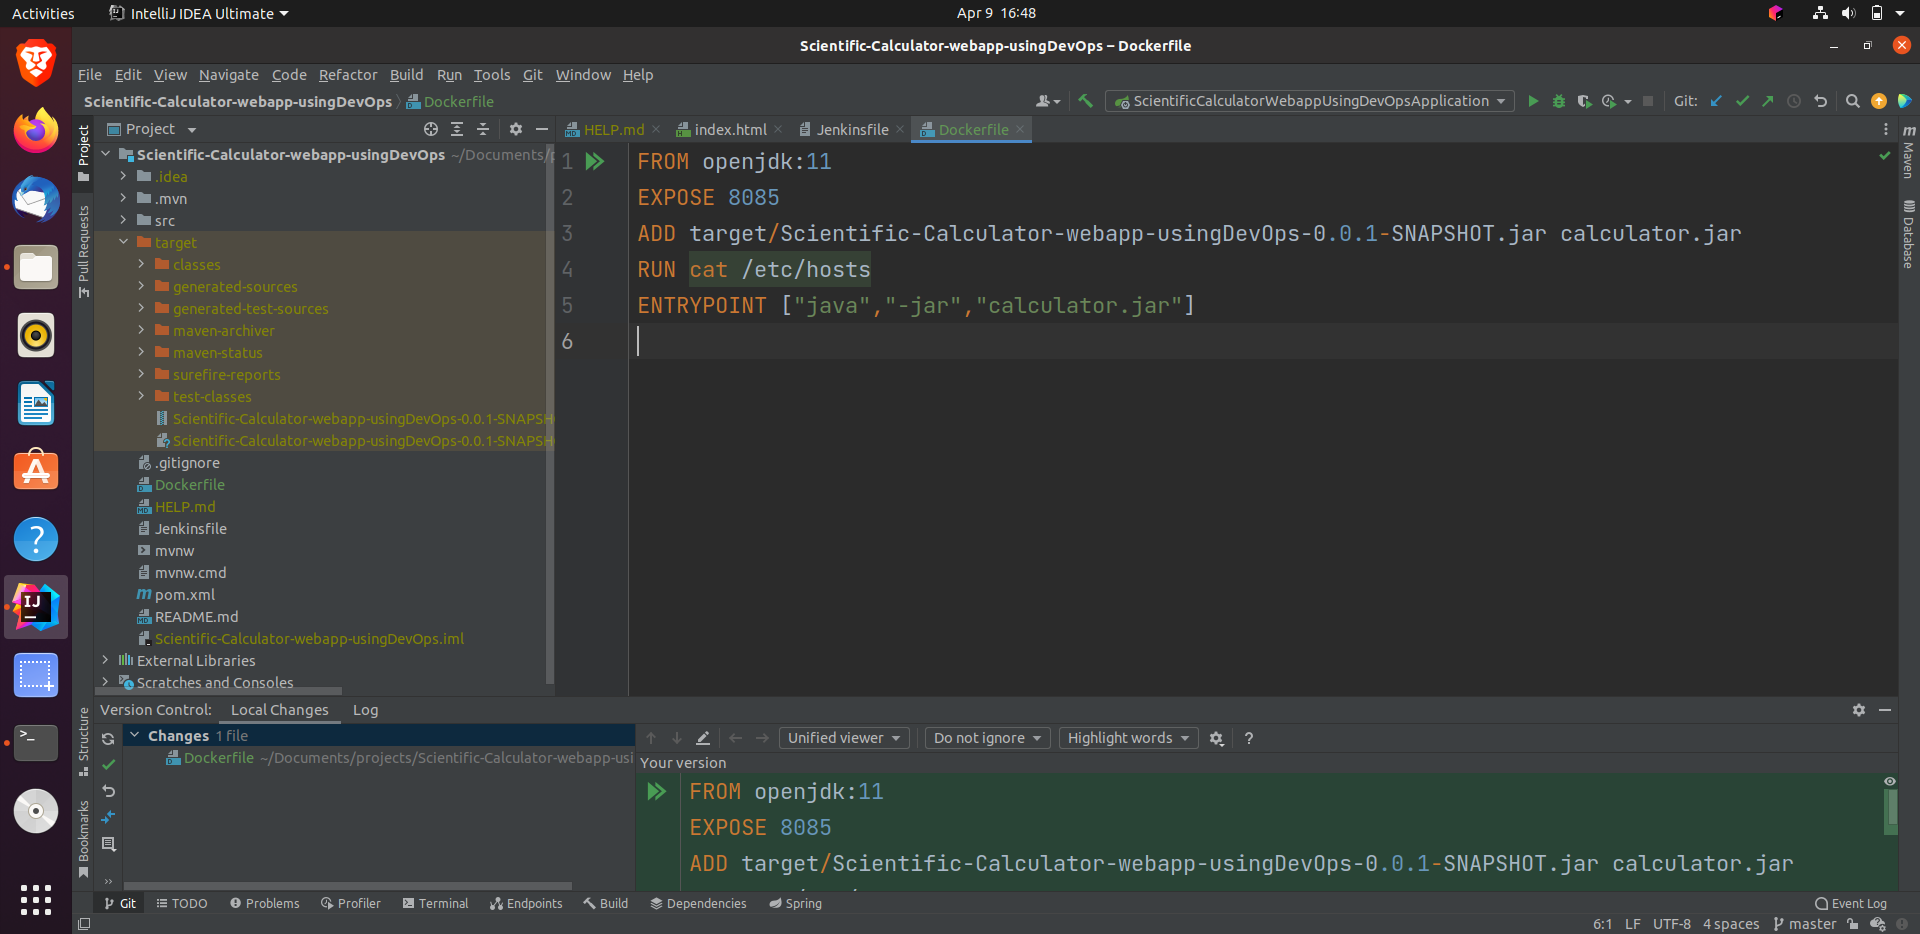 Activities
IntelliJ IDEA Ultimate
Apr 9 16:48
Scientific-Calculator-webapp-usingDevOps – Dockerfile
File Edit View Navigate Code Refactor Build Run Tools Git Window Help
Scientific-Calculator-webapp-usingDevOps
Dockerfile
ScientificCalculatorWebappUsingDevOpsApplication
Git:
Project
HELP.md
index.html
Jenkinsfile
Dockerfile
Project
Pull Requests
Structure
Bookmarks
Maven
Database
Scientific-Calculator-webapp-usingDevOps ~/Documents/p
.idea
.mvn
src
target
classes
generated-sources
generated-test-sources
maven-archiver
maven-status
surefire-reports
test-classes
Scientific-Calculator-webapp-usingDevOps-0.0.1-SNAPSH
Scientific-Calculator-webapp-usingDevOps-0.0.1-SNAPSH
.gitignore
Dockerfile
HELP.md
Jenkinsfile
mvnw
mvnw.cmd
pom.xml
README.md
Scientific-Calculator-webapp-usingDevOps.iml
External Libraries
Scratches and Consoles
1 FROM openjdk:11
2 EXPOSE 8085
3 ADD target/Scientific-Calculator-webapp-usingDevOps-0.0.1-SNAPSHOT.jar calculator.jar
4 RUN cat /etc/hosts
5 ENTRYPOINT ["java","-jar","calculator.jar"]
6
Version Control: Local Changes Log
Changes 1 file
Dockerfile ~/Documents/projects/Scientific-Calculator-webapp-usi
Unified viewer
Do not ignore
Highlight words
?
Your version
FROM openjdk:11
EXPOSE 8085
ADD target/Scientific-Calculator-webapp-usingDevOps-0.0.1-SNAPSHOT.jar calculator.jar
Git TODO Problems Profiler Terminal Endpoints Build Dependencies Spring
Event Log
6:1 LF UTF-8 4 spaces master